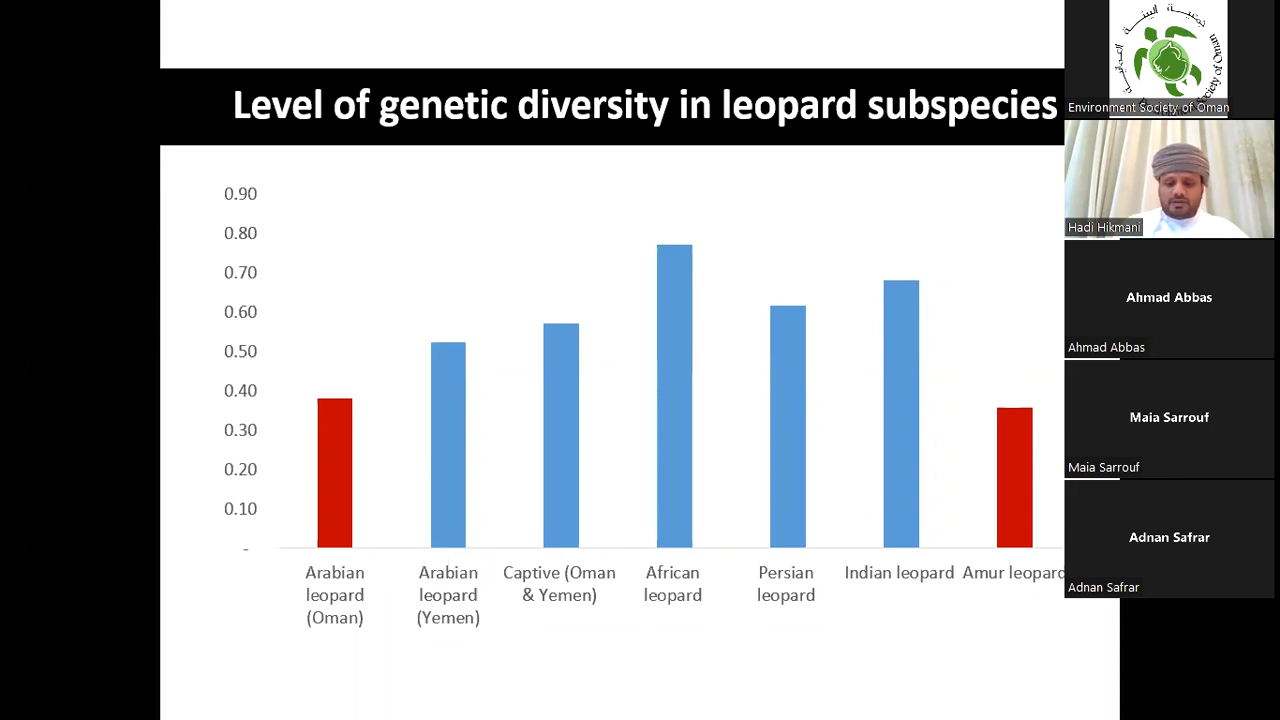 Level of genetic diversity in leopard subspecies
0.90
0.80
0.70
0.60
0.50
0.40
0.30
0.20
0.10
-
Arabian leopard (Oman)
Arabian leopard (Yemen)
Captive (Oman & Yemen)
African leopard
Persian leopard
Indian leopard
Amur leopard
جمعية البيئة العمانية
Environment Society of Oman
Hadi Hikmani
Ahmad Abbas
Ahmad Abbas
Maia Sarrouf
Maia Sarrouf
Adnan Safrar
Adnan Safrar